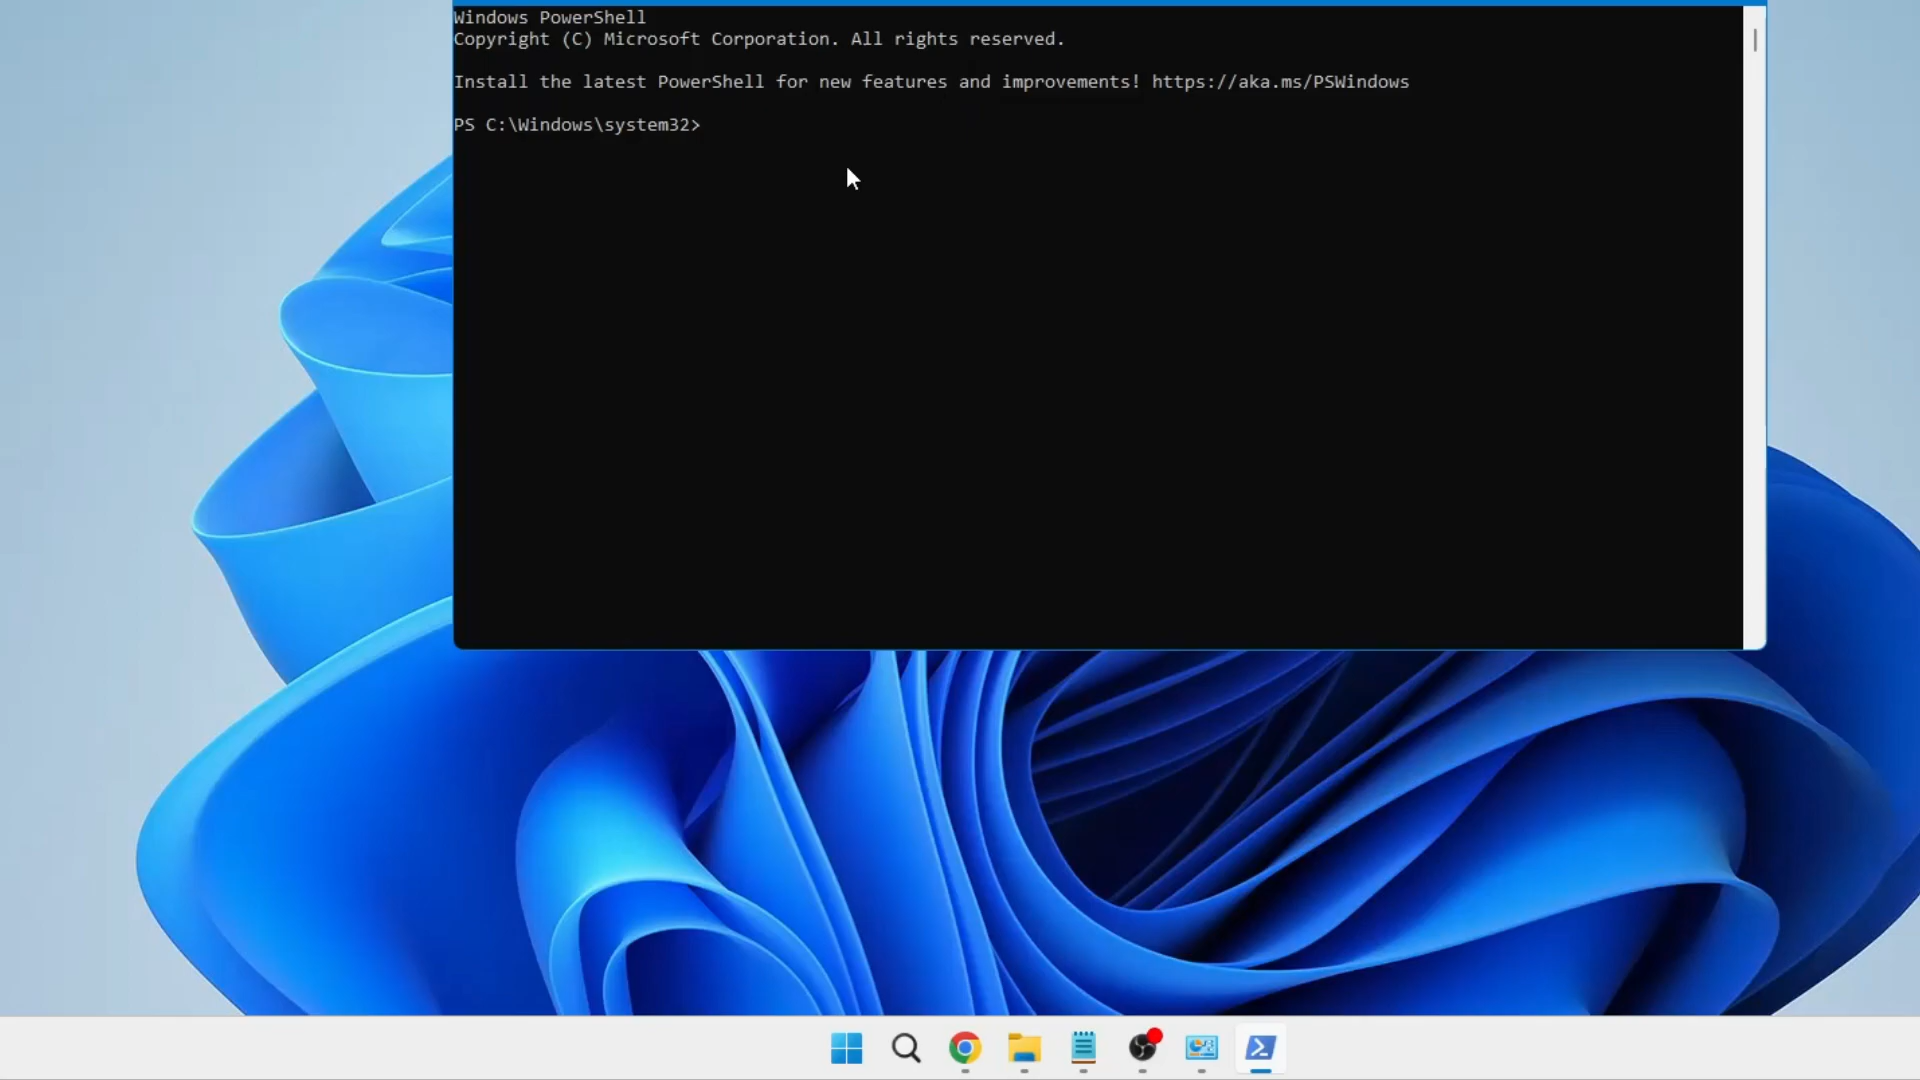 Windows PowerShell
Copyright (C) Microsoft Corporation. All rights reserved.
Install the latest PowerShell for new features and improvements! https://aka.ms/PSWindows
PS C:\Windows\system32>